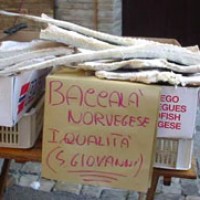 BACCALÀ
NORVEGESE
I QUALITÀ
(S. GIOVANNI)